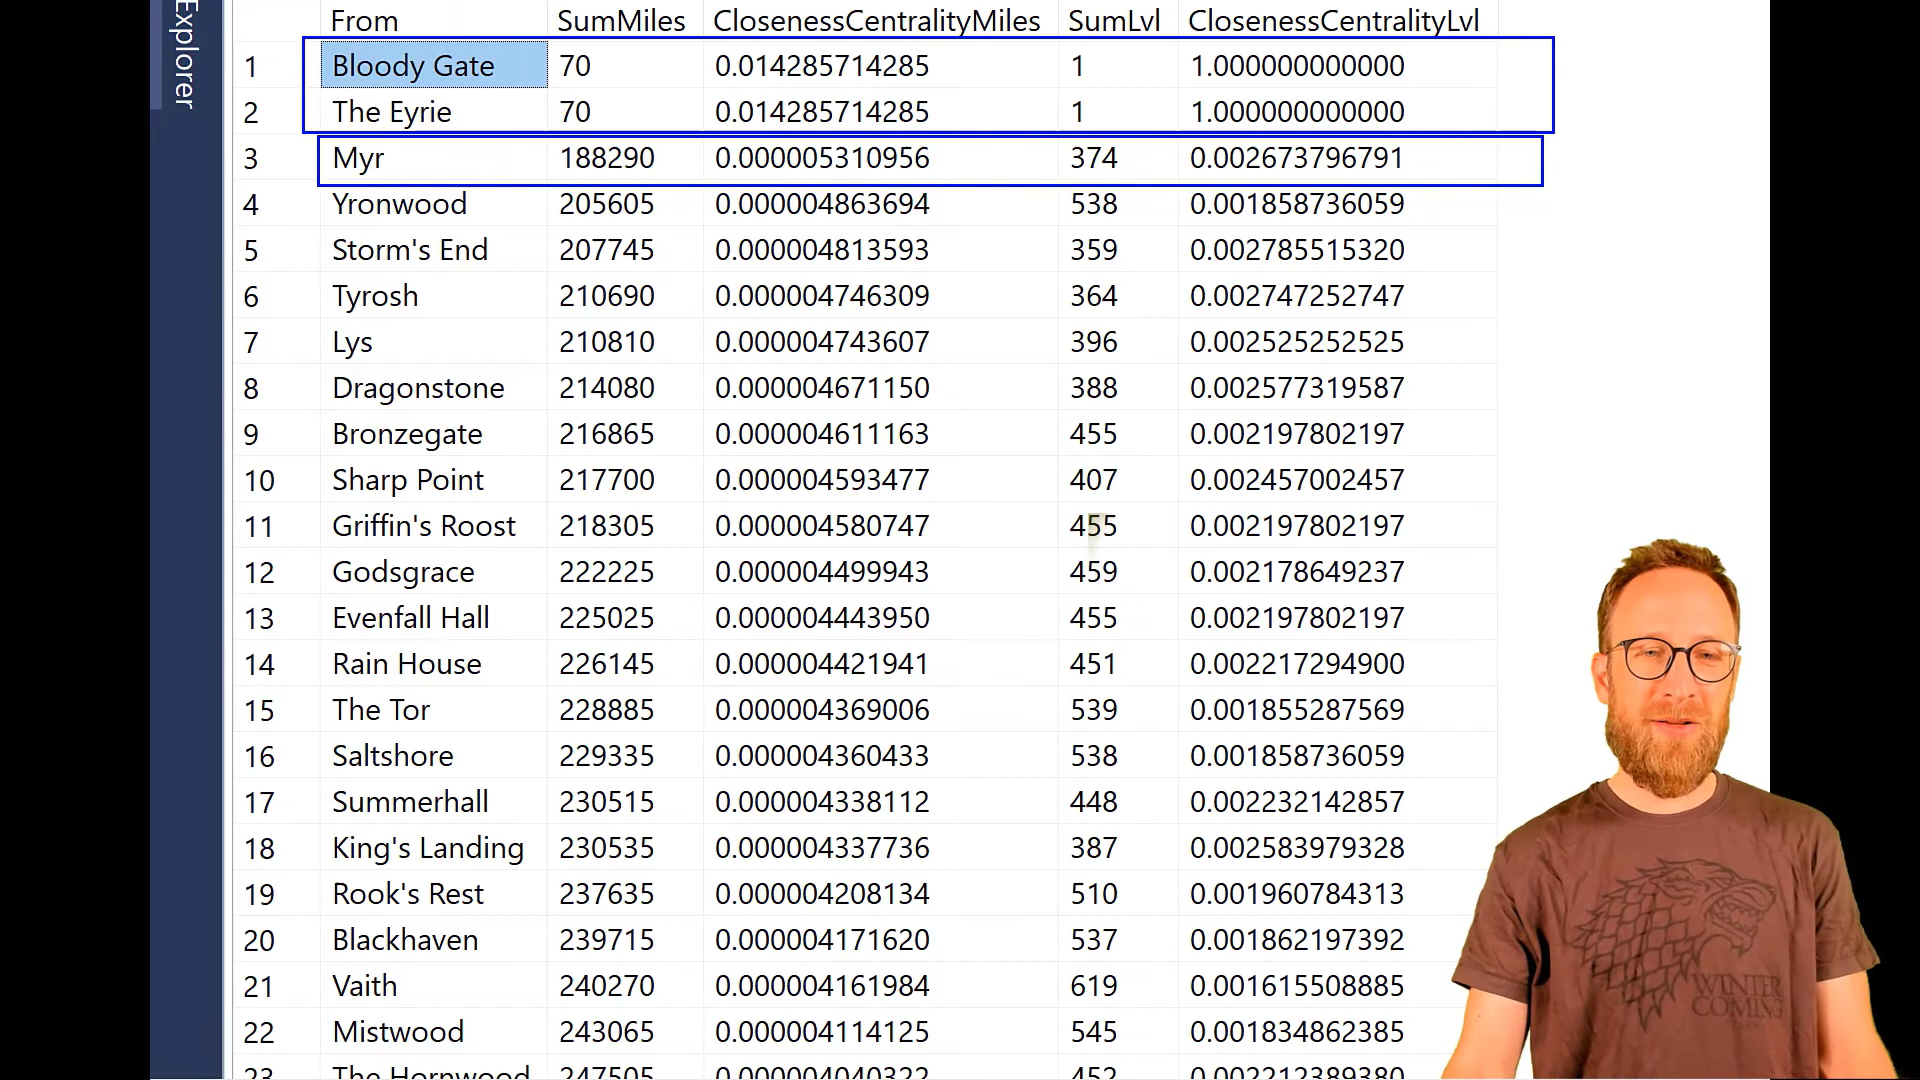 Explorer
From SumMiles ClosenessCentralityMiles SumLvl ClosenessCentralityLvl
1 Bloody Gate 70 0.014285714285 1 1.000000000000
2 The Eyrie 70 0.014285714285 1 1.000000000000
3 Myr 188290 0.000005310956 374 0.002673796791
4 Yronwood 205605 0.000004863694 538 0.001858736059
5 Storm's End 207745 0.000004813593 359 0.002785515320
6 Tyrosh 210690 0.000004746309 364 0.002747252747
7 Lys 210810 0.000004743607 396 0.002525252525
8 Dragonstone 214080 0.000004671150 388 0.002577319587
9 Bronzegate 216865 0.000004611163 455 0.002197802197
10 Sharp Point 217700 0.000004593477 407 0.002457002457
11 Griffin's Roost 218305 0.000004580747 455 0.002197802197
12 Godsgrace 222225 0.000004499943 459 0.002178649237
13 Evenfall Hall 225025 0.000004443950 455 0.002197802197
14 Rain House 226145 0.000004421941 451 0.002217294900
15 The Tor 228885 0.000004369006 539 0.001855287569
16 Saltshore 229335 0.000004360433 538 0.001858736059
17 Summerhall 230515 0.000004338112 448 0.002232142857
18 King's Landing 230535 0.000004337736 387 0.002583979328
19 Rook's Rest 237635 0.000004208134 510 0.001960784313
20 Blackhaven 239715 0.000004171620 537 0.001862197392
21 Vaith 240270 0.000004161984 619 0.001615508885
22 Mistwood 243065 0.000004114125 545 0.001834862385
23 The Hornwood 247505 0.000004040322 452 0.002212389380
WINTER
COMING